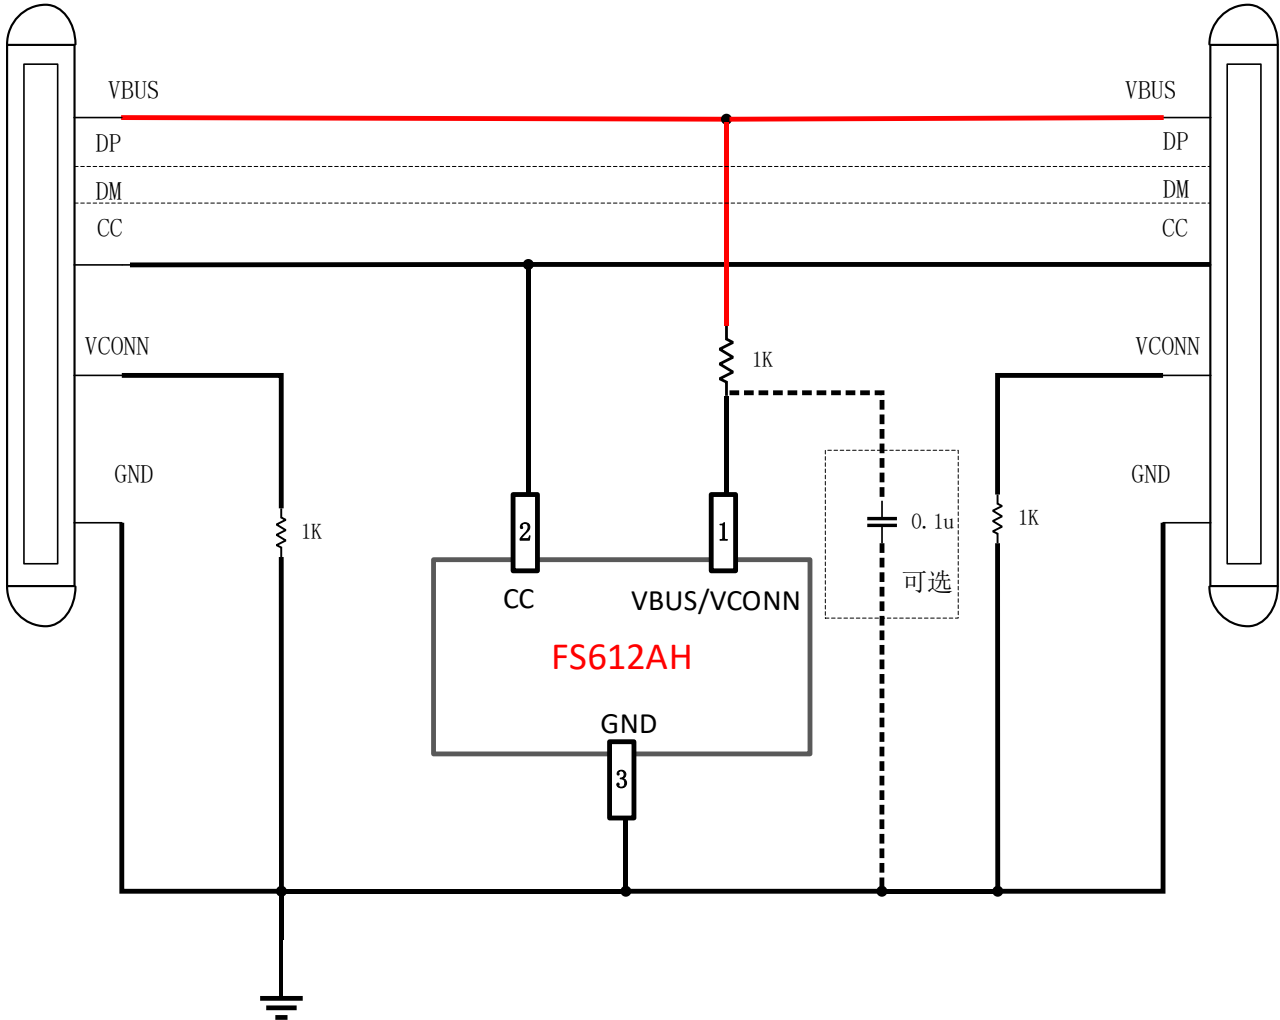 VBUS VBUS
DP DP
DM DM
CC CC
VCONN VCONN
1K
GND GND
1K
2 1
0.1u
1K
可选
CC VBUS/VCONN
FS612AH
GND
3